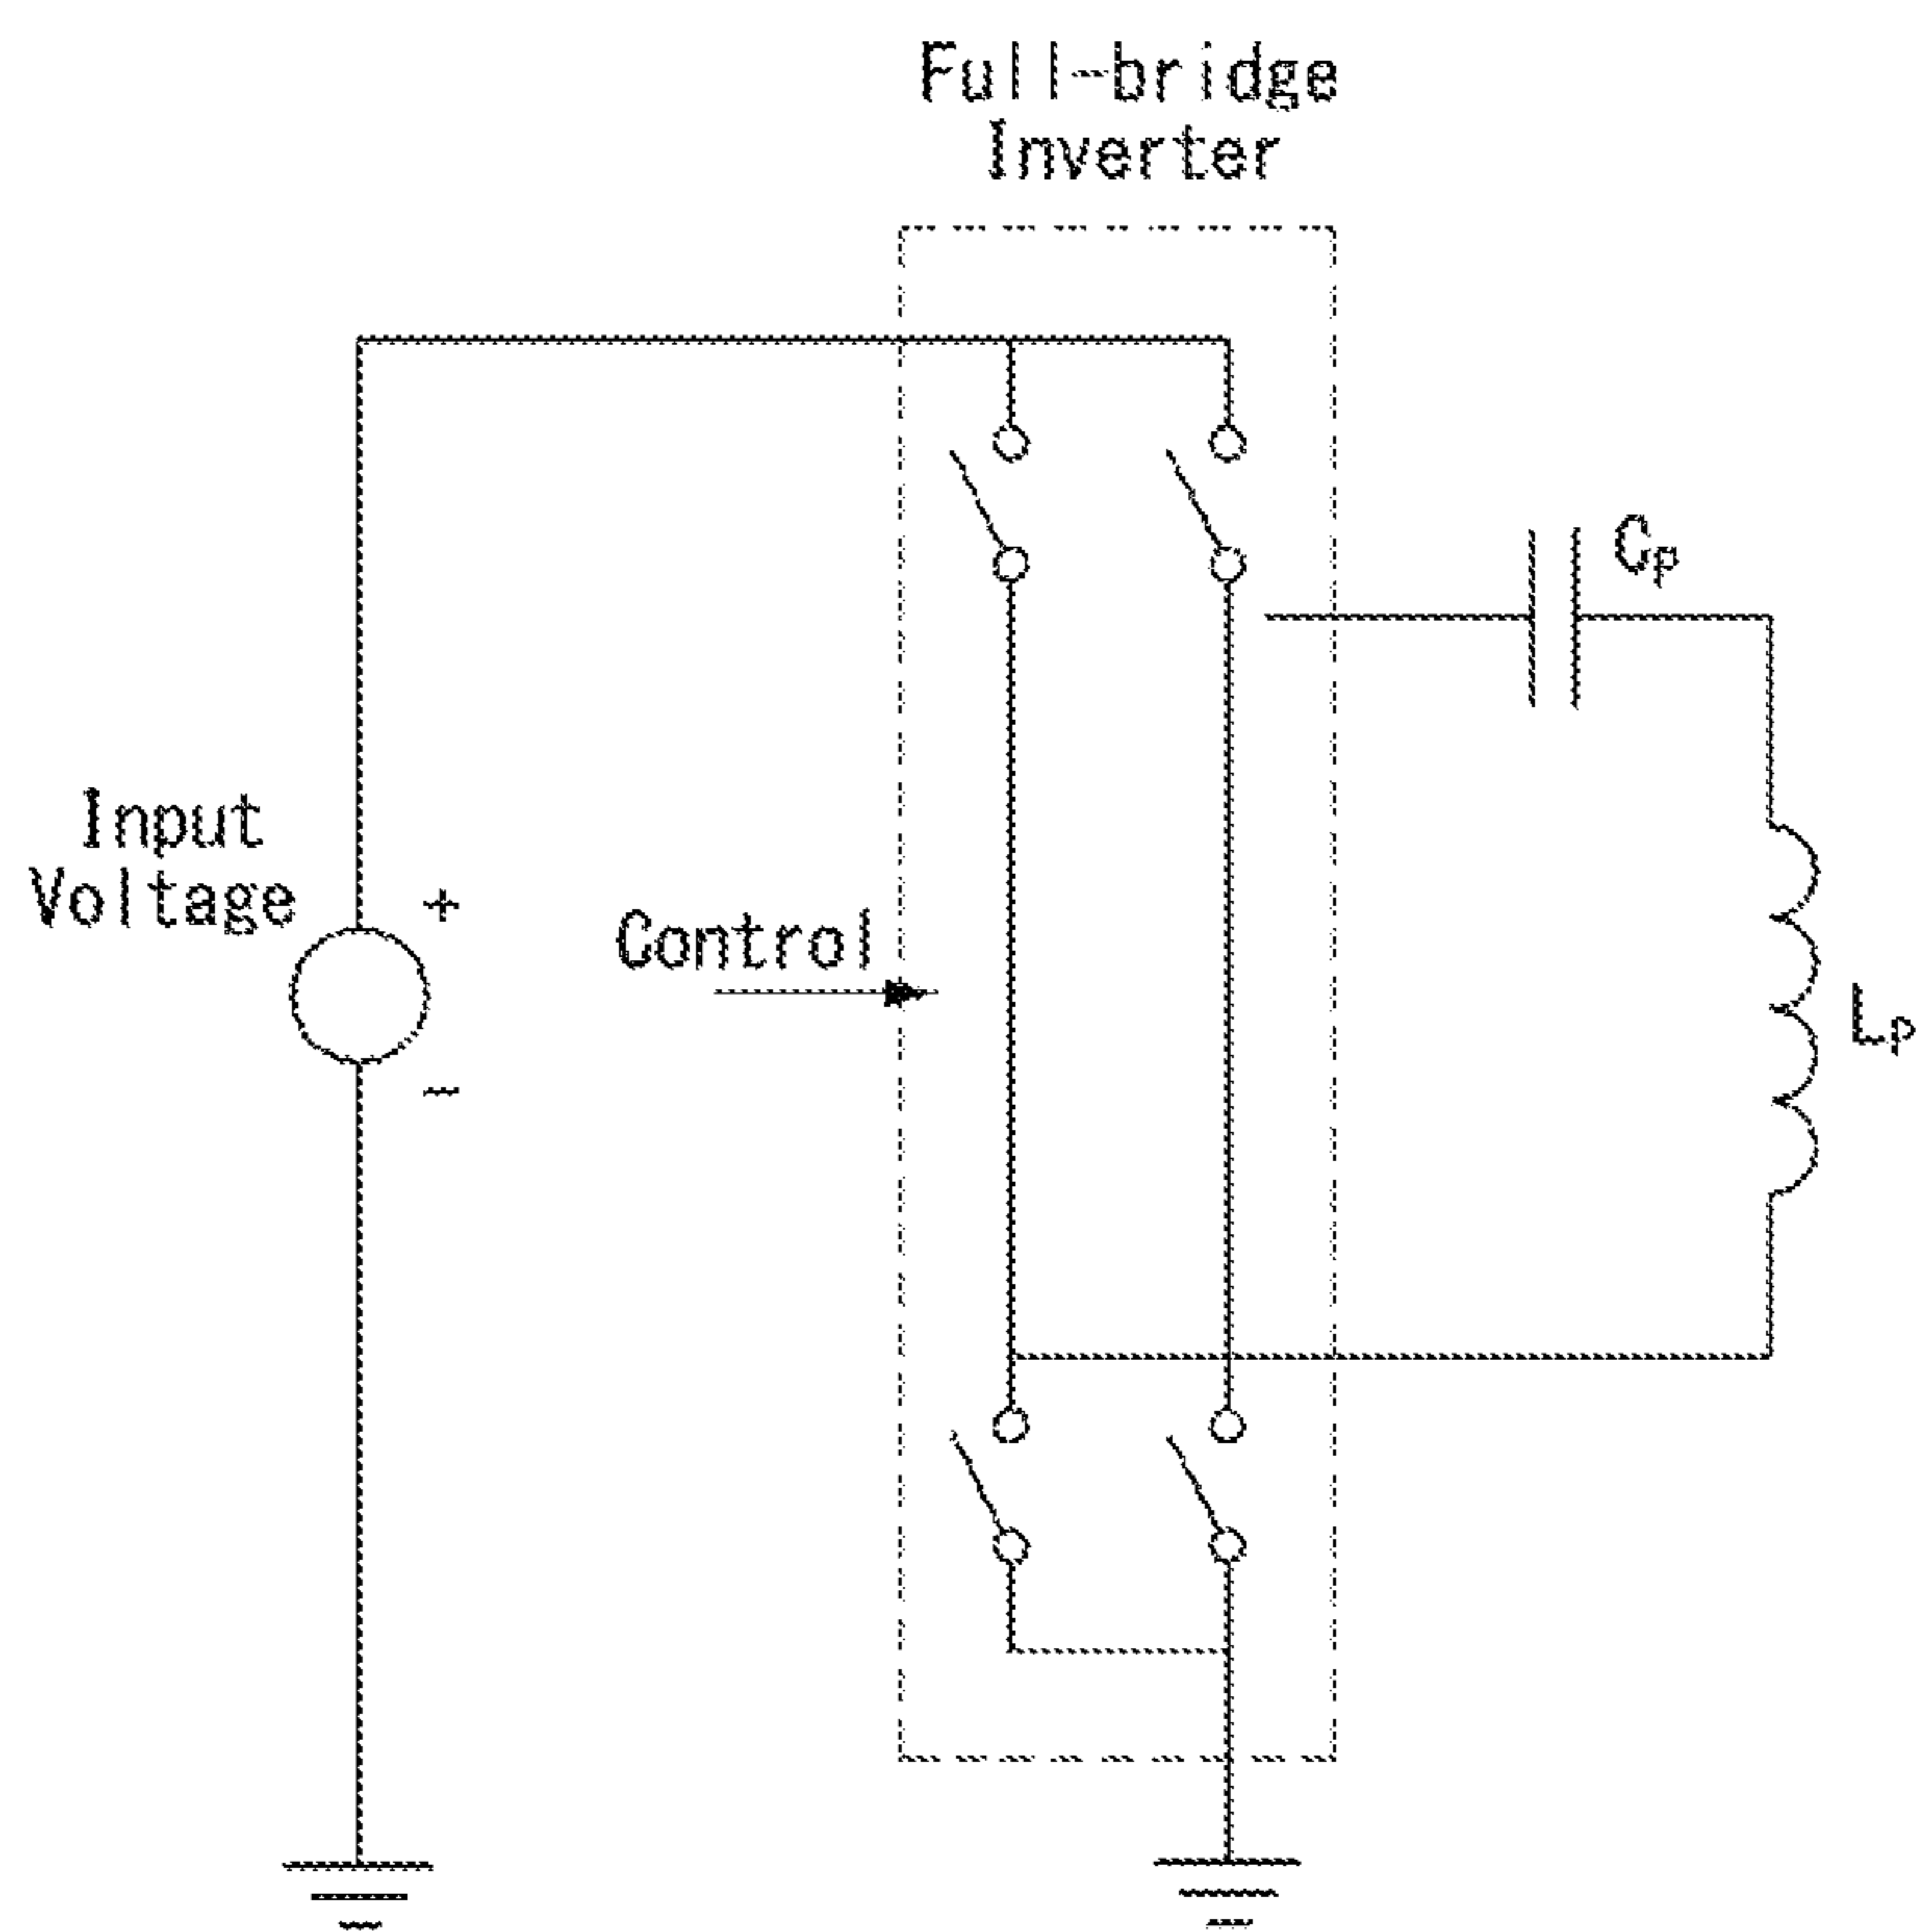 Full-bridge
Inverter
Cp
Input
Voltage
+
Control
Lp
−